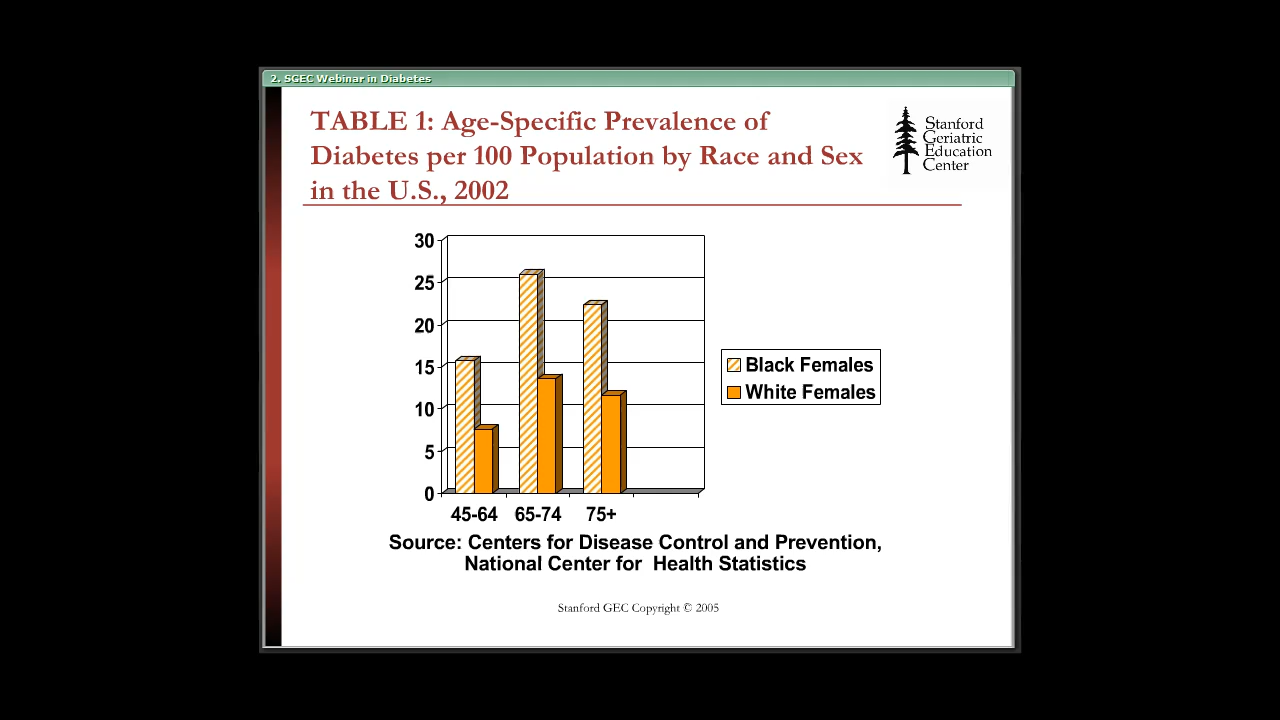 2. SGEC Webinar in Diabetes
TABLE 1: Age-Specific Prevalence of
Diabetes per 100 Population by Race and Sex
in the U.S., 2002
Stanford
Geriatric
Education
Center
30
25
20
15
10
5
0
45-64 65-74 75+
Black Females
White Females
Source: Centers for Disease Control and Prevention,
National Center for Health Statistics
Stanford GEC Copyright © 2005